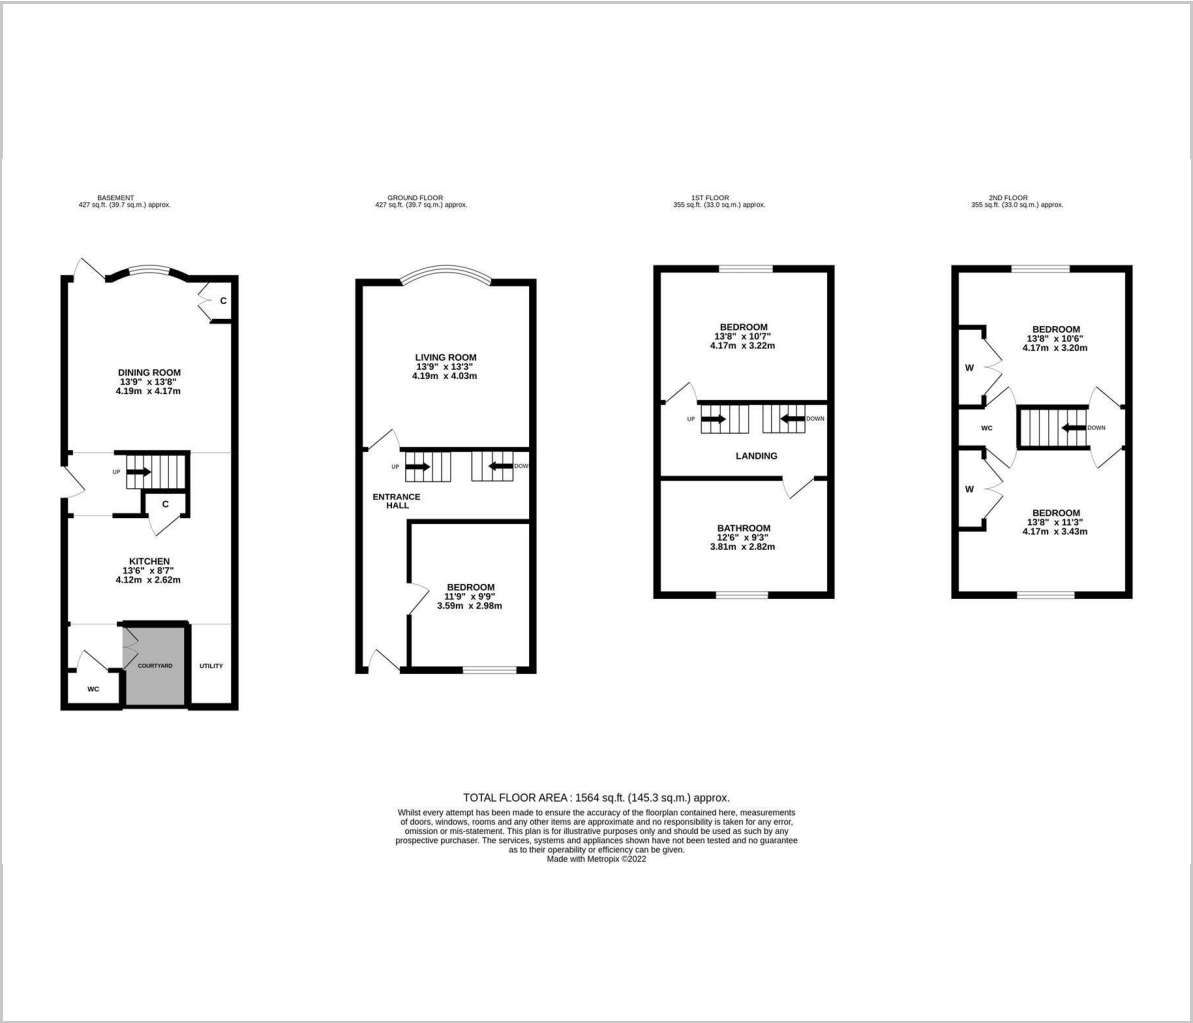 BASEMENT
427 sq.ft. (39.7 sq.m.) approx.
C
DINING ROOM
13'9" x 13'8"
4.19m x 4.17m
UP
C
KITCHEN
13'6" x 8'7"
4.12m x 2.62m
COURTYARD
UTILITY
WC
GROUND FLOOR
427 sq.ft. (39.7 sq.m.) approx.
LIVING ROOM
13'9" x 13'3"
4.19m x 4.03m
UP
DOW
ENTRANCE
HALL
BEDROOM
11'9" x 9'9"
3.59m x 2.98m
1ST FLOOR
355 sq.ft. (33.0 sq.m.) approx.
BEDROOM
13'8" x 10'7"
4.17m x 3.22m
UP
DOWN
LANDING
BATHROOM
12'6" x 9'3"
3.81m x 2.82m
2ND FLOOR
355 sq.ft. (33.0 sq.m.) approx.
BEDROOM
13'8" x 10'6"
4.17m x 3.20m
W
WC
DOWN
W
BEDROOM
13'8" x 11'3"
4.17m x 3.43m
TOTAL FLOOR AREA : 1564 sq.ft. (145.3 sq.m.) approx.
Whilst every attempt has been made to ensure the accuracy of the floorplan contained here, measurements
of doors, windows, rooms and any other items are approximate and no responsibility is taken for any error,
omission or mis-statement. This plan is for illustrative purposes only and should be used as such by any
prospective purchaser. The services, systems and appliances shown have not been tested and no guarantee
as to their operability or efficiency can be given.
Made with Metropix ©2022